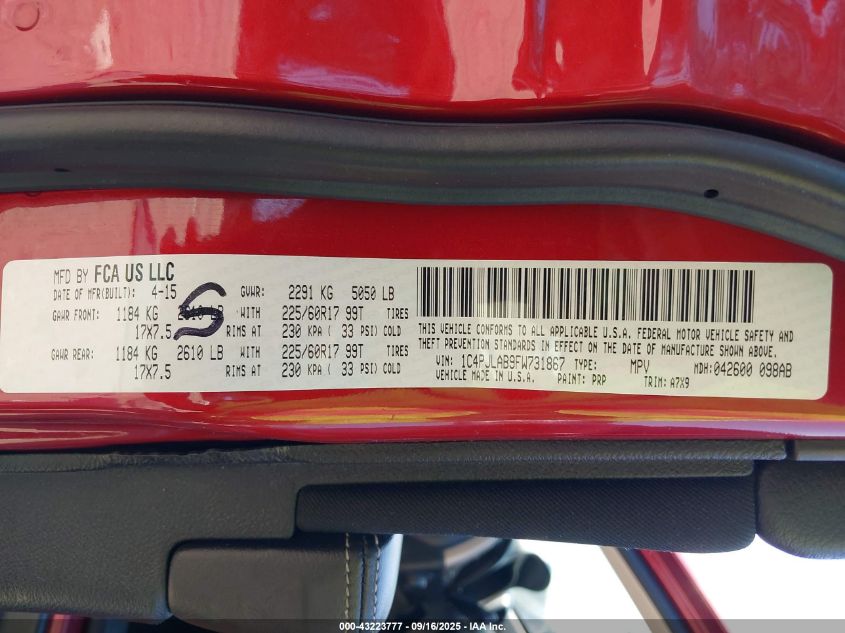 MFD BY FCA US LLC
DATE OF MFR(BUILT): 4-15 GVWR: 2291 KG 5050 LB
GAWR FRONT: 1184 KG 2610 LB WITH 225/60R17 99T TIRES
17X7.5 RIMS AT 230 KPA ( 33 PSI) COLD
GAWR REAR: 1184 KG 2610 LB WITH 225/60R17 99T TIRES
17X7.5 RIMS AT 230 KPA ( 33 PSI) COLD
S
THIS VEHICLE CONFORMS TO ALL APPLICABLE U.S.A. FEDERAL MOTOR VEHICLE SAFETY AND
THEFT PREVENTION STANDARDS IN EFFECT ON THE DATE OF MANUFACTURE SHOWN ABOVE.
VIN: 1C4PJLAB9FW731867 TYPE: MPV MDH: 042600 098AB
VEHICLE MADE IN U.S.A. PAINT: PRP TRIM: A7X9
000-43223777 - 09/16/2025 - IAA Inc.